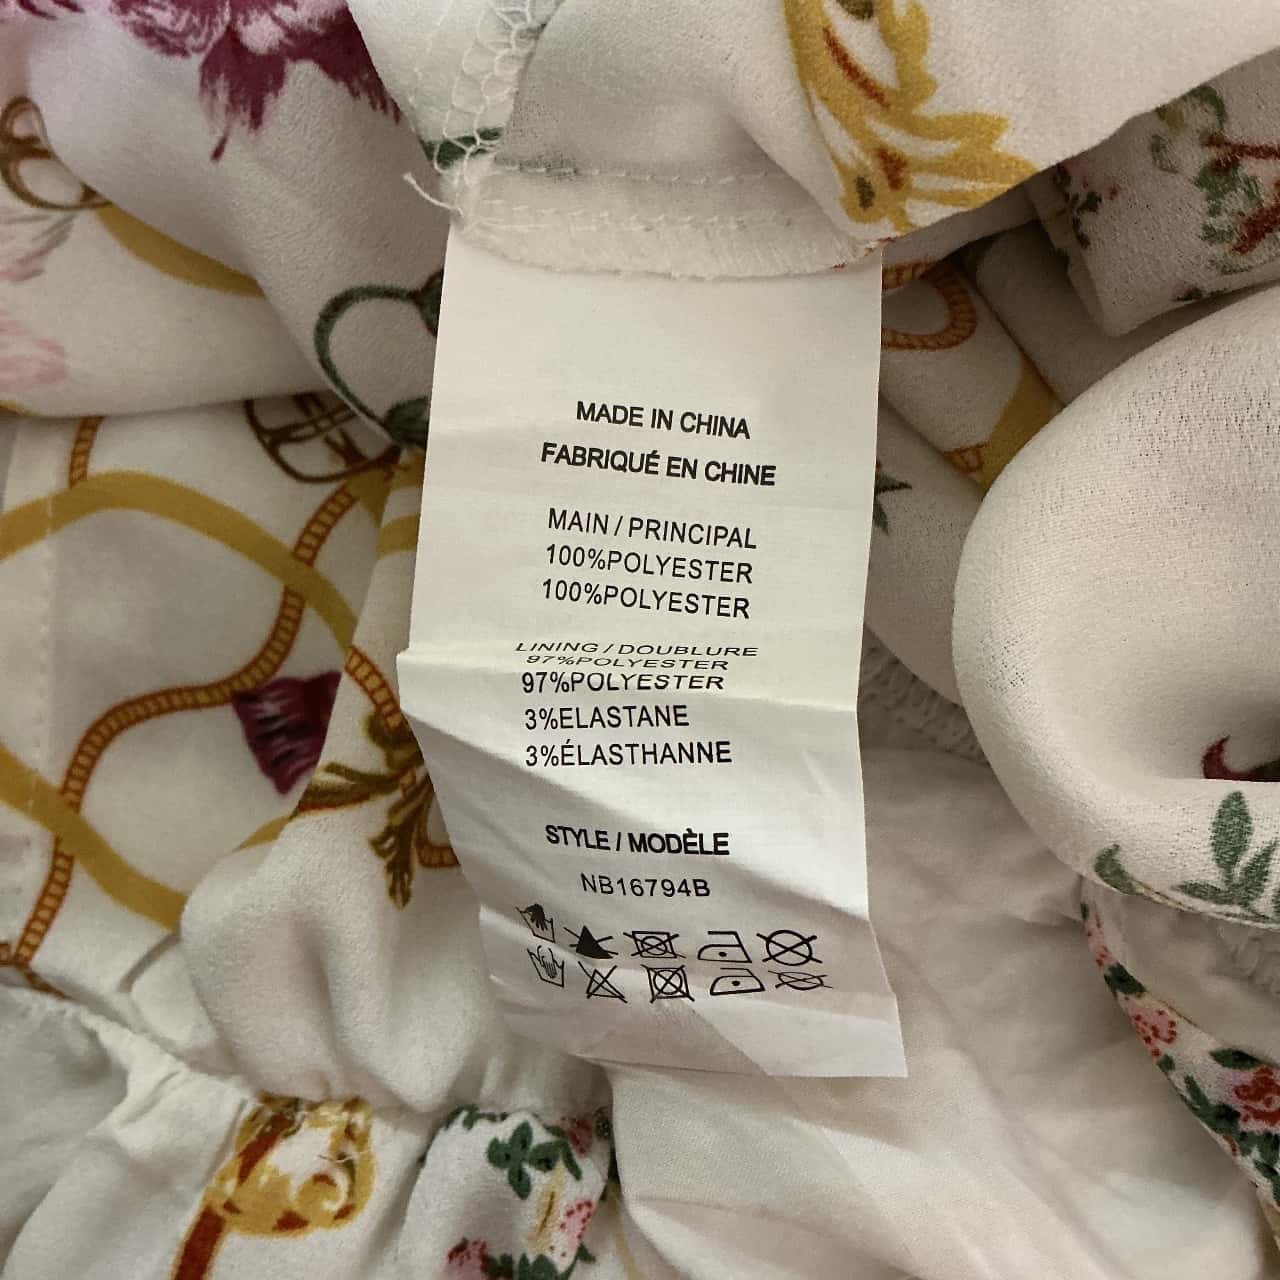 MADE IN CHINA
FABRIQUÉ EN CHINE
MAIN / PRINCIPAL
100%POLYESTER
100%POLYESTER
LINING / DOUBLURE
97%POLYESTER
97%POLYESTER
3%ELASTANE
3%ÉLASTHANNE
STYLE / MODÈLE
NB16794B